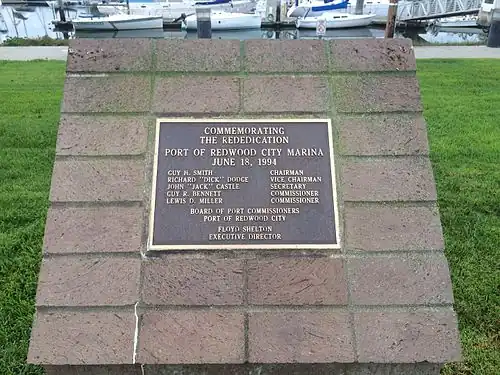 COMMEMORATING
THE REDEDICATION
PORT OF REDWOOD CITY MARINA
JUNE 18, 1994
GUY H. SMITH CHAIRMAN
RICHARD "DICK" DODGE VICE CHAIRMAN
JOHN "JACK" CASTLE SECRETARY
GUY R. BENNETT COMMISSIONER
LEWIS D. MILLER COMMISSIONER
BOARD OF PORT COMMISSIONERS
PORT OF REDWOOD CITY
FLOYD SHELTON
EXECUTIVE DIRECTOR